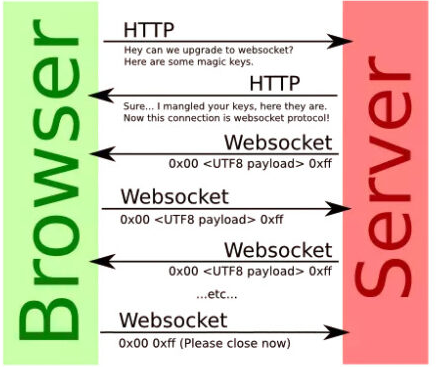 Browser
Server
HTTP
Hey can we upgrade to websocket?
Here are some magic keys.
HTTP
Sure... I mangled your keys, here they are.
Now this connection is websocket protocol!
Websocket
0x00 <UTF8 payload> 0xff
Websocket
0x00 <UTF8 payload> 0xff
Websocket
0x00 <UTF8 payload> 0xff
...etc...
Websocket
0x00 0xff (Please close now)